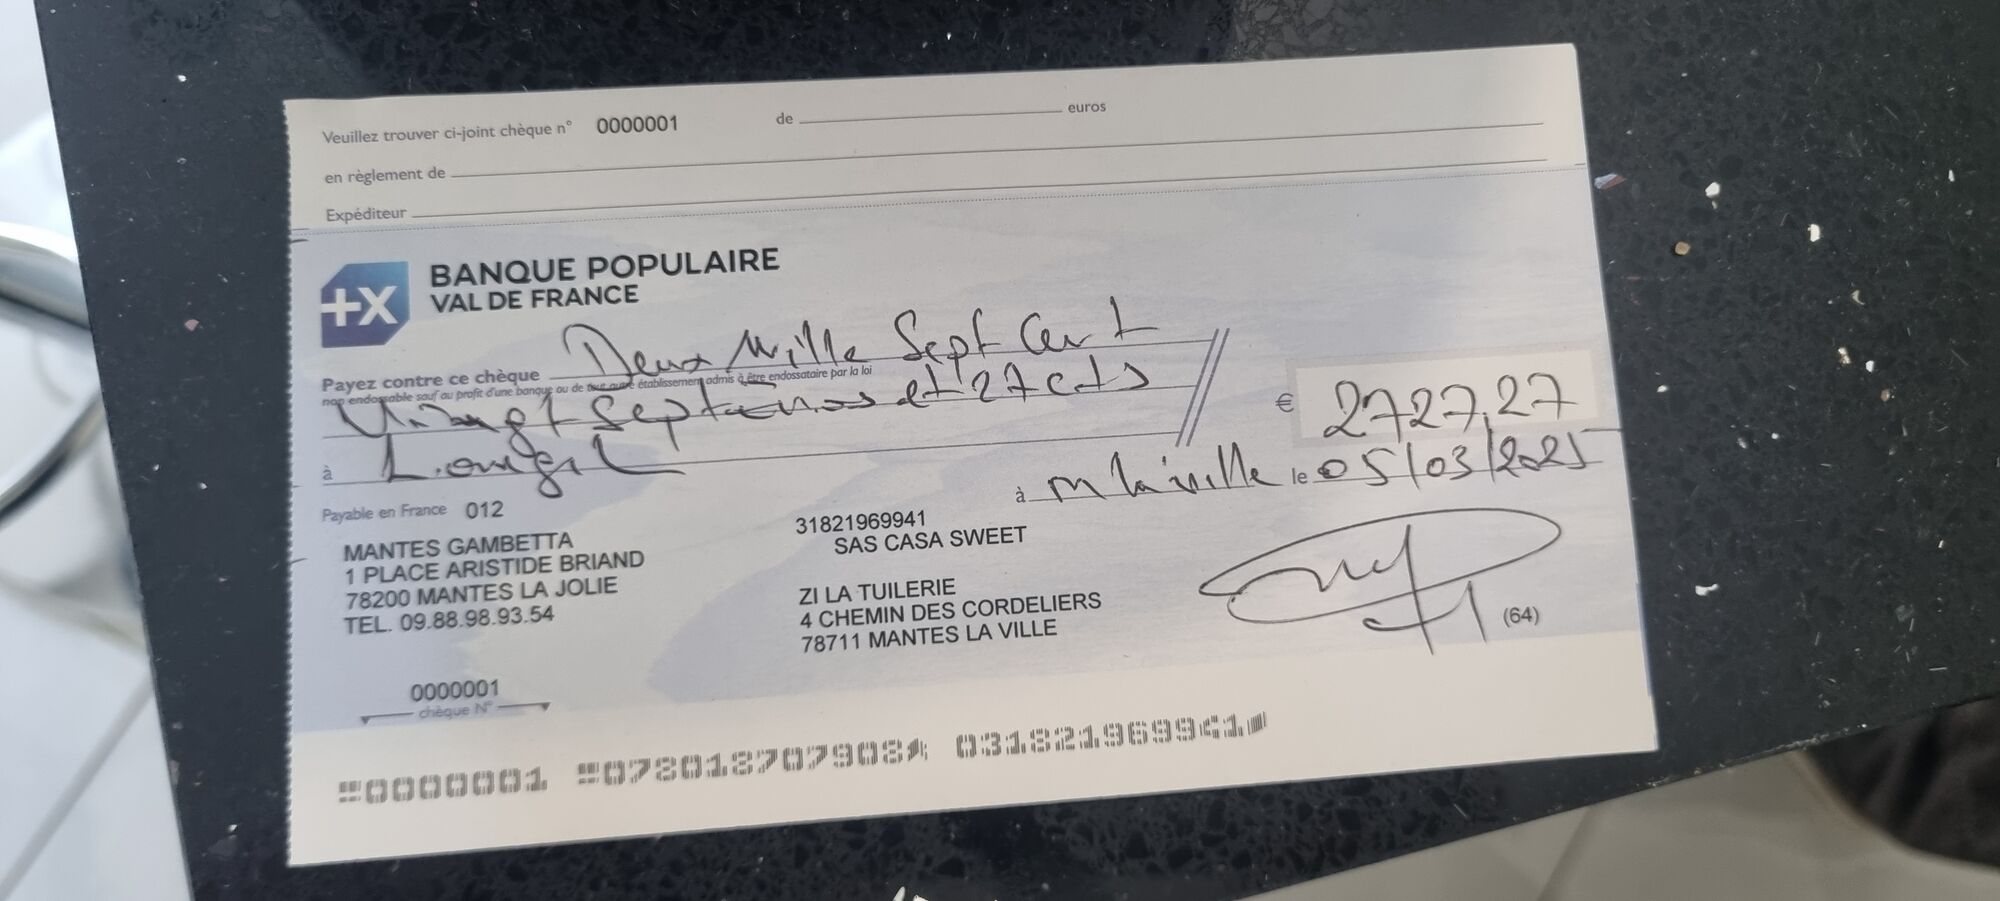 Veuillez trouver ci-joint chèque n° 0000001 de euros
en règlement de
Expéditeur
+X BANQUE POPULAIRE
VAL DE FRANCE
Payez contre ce chèque Deux Mille Sept Cent
non endossable sauf au profit d'une banque ou de tout autre établissement admis à être endossataire par la loi
Vingt Sept Euros et 27 cts
€ 2727,27
à
à m la ville le 05/03/2025
Payable en France 012
MANTES GAMBETTA
1 PLACE ARISTIDE BRIAND
78200 MANTES LA JOLIE
TEL. 09.88.98.93.54
31821969941
SAS CASA SWEET
ZI LA TUILERIE
4 CHEMIN DES CORDELIERS
78711 MANTES LA VILLE
(64)
0000001
chèque N°
0000001 078018707908 031821969941